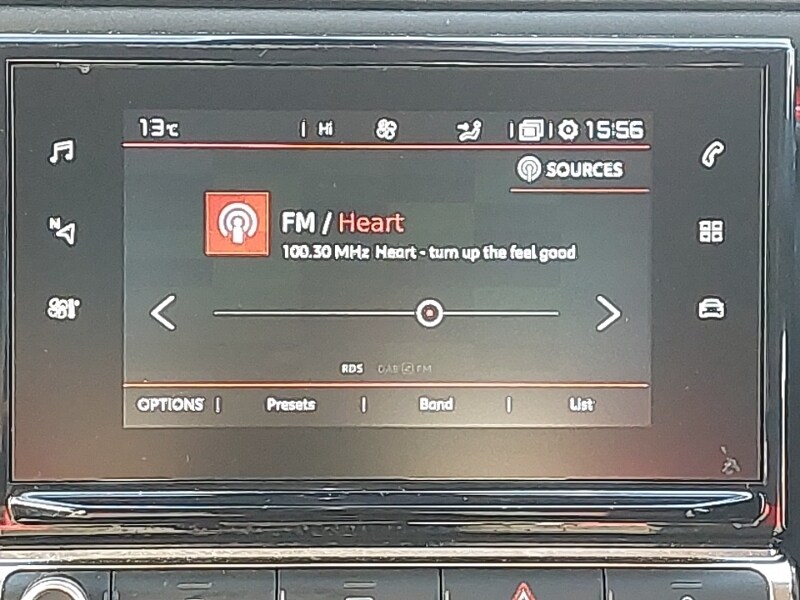 13°C Hi 15:56
SOURCES
N
FM / Heart
100.30 MHz Heart - turn up the feel good
RDS DAB FM
OPTIONS Presets Band List